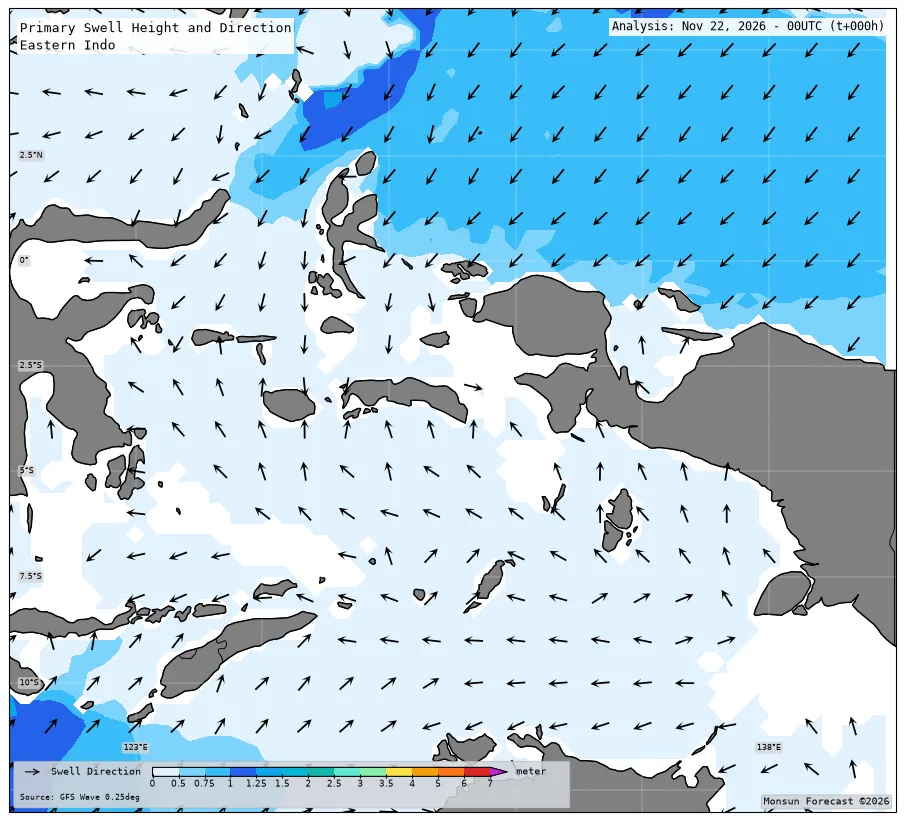 Primary Swell Height and Direction
Eastern Indo
Analysis: Nov 22, 2026 - 00UTC (t+000h)
2.5°N
0°
2.5°S
5°S
7.5°S
10°S
123°E
138°E
Swell Direction
meter
0 0.5 0.75 1 1.25 1.5 2 2.5 3 3.5 4 5 6 7
Source: GFS Wave 0.25deg
Monsun Forecast ©2026